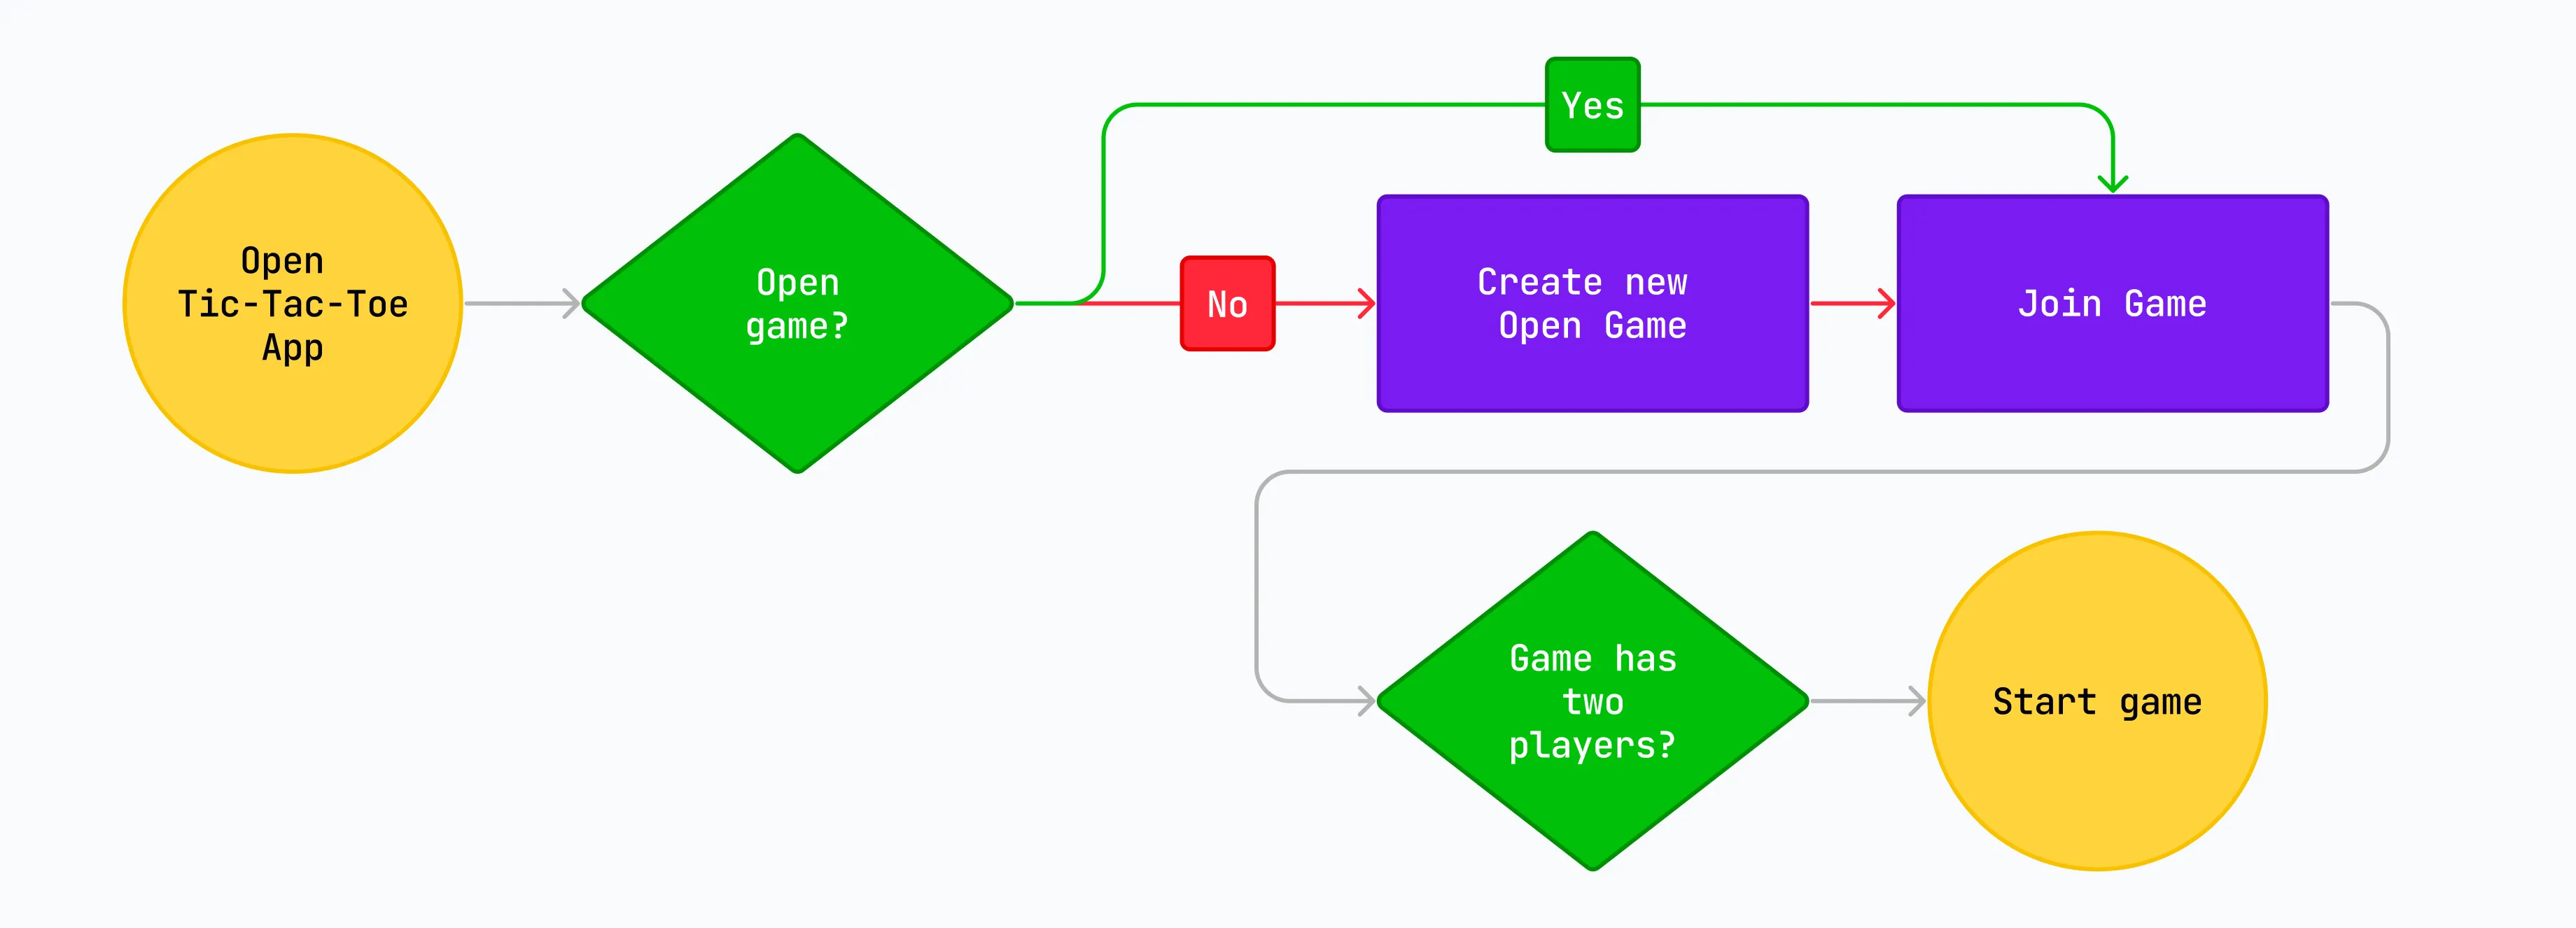 Open
Tic-Tac-Toe
App
Open
game?
Yes
No
Create new
Open Game
Join Game
Game has
two
players?
Start game